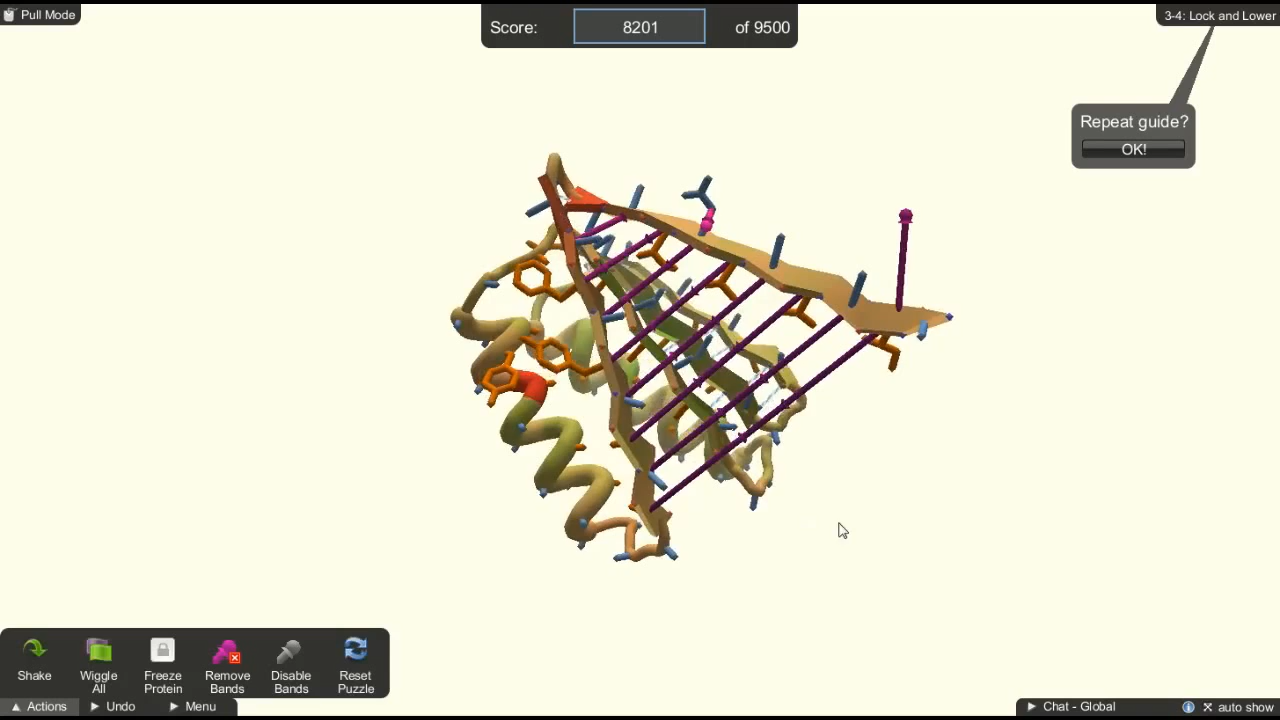 Pull Mode
Score: 8201 of 9500
3-4: Lock and Lower
Repeat guide?
OK!
Shake
Wiggle All
Freeze Protein
Remove Bands
Disable Bands
Reset Puzzle
Actions
Undo
Menu
Chat - Global
auto show